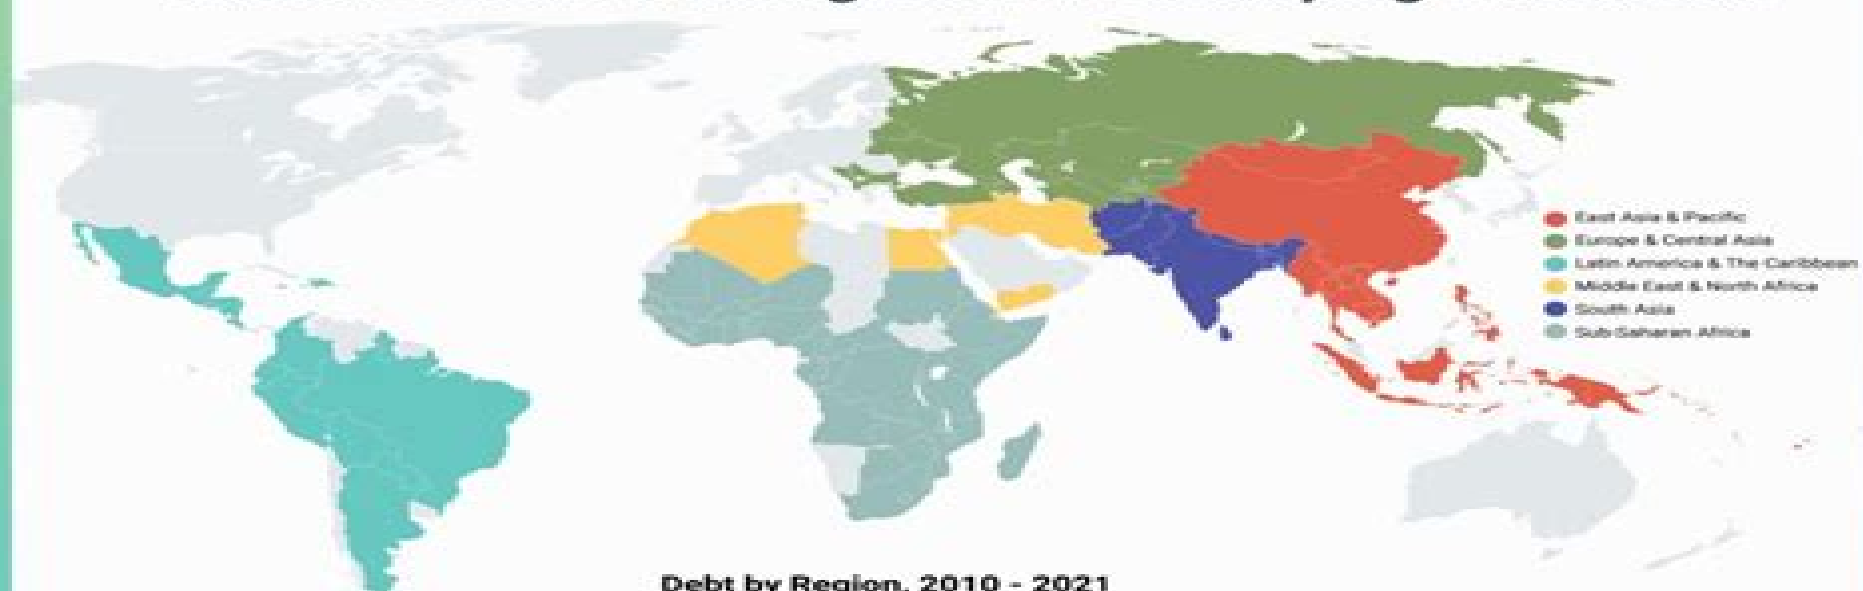 East Asia & Pacific
Europe & Central Asia
Latin America & The Caribbean
Middle East & North Africa
South Asia
Sub-Saharan Africa
Debt by Region, 2010 - 2021